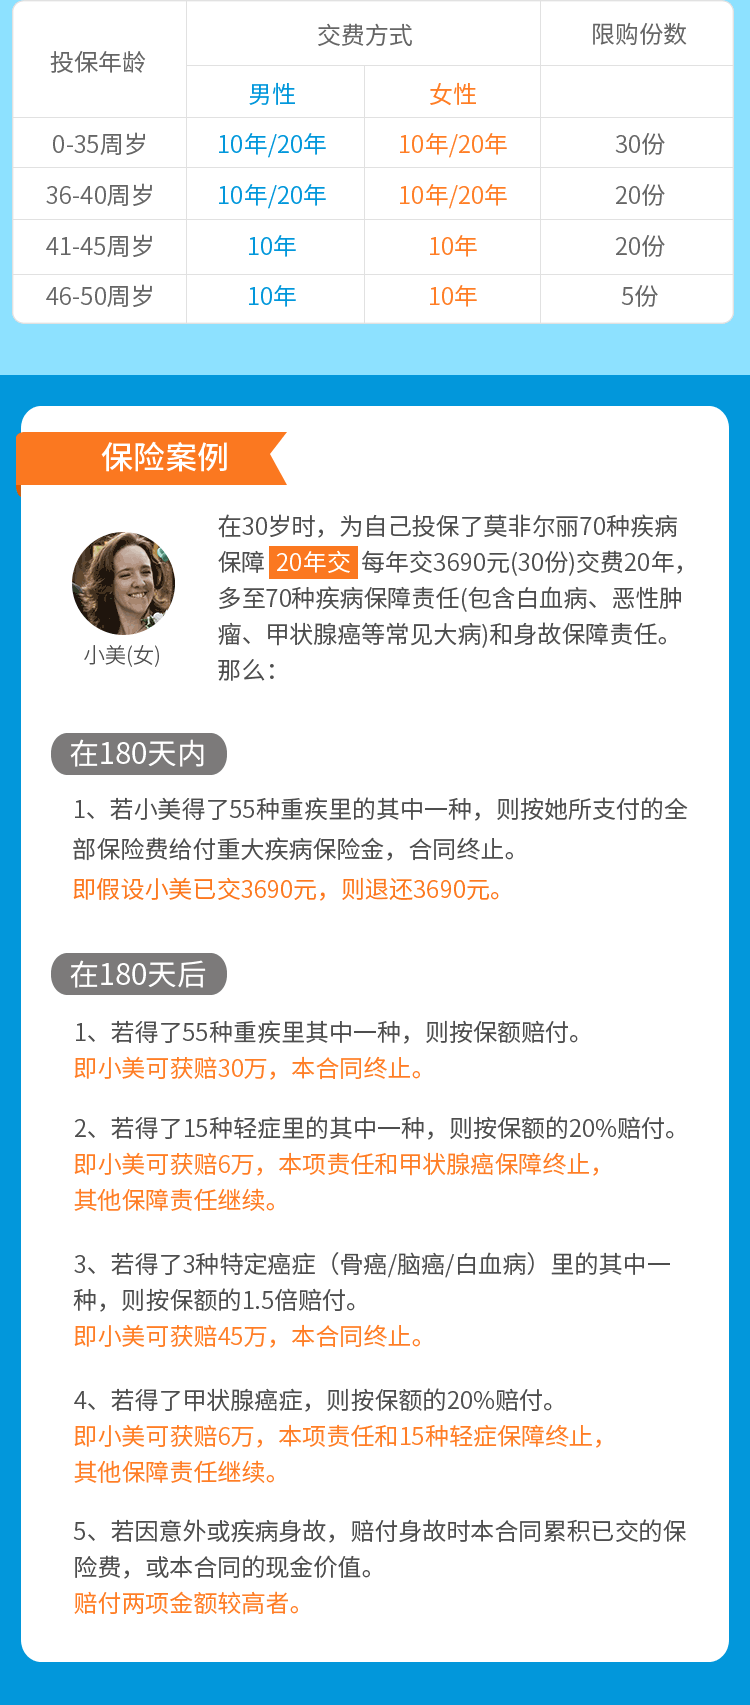 投保年龄 交费方式 限购份数
男性 女性
0-35周岁 10年/20年 10年/20年 30份
36-40周岁 10年/20年 10年/20年 20份
41-45周岁 10年 10年 20份
46-50周岁 10年 10年 5份
保险案例
小美(女)
在30岁时，为自己投保了莫非尔丽70种疾病
保障 20年交 每年交3690元(30份)交费20年，
多至70种疾病保障责任(包含白血病、恶性肿
瘤、甲状腺癌等常见大病)和身故保障责任。
那么：
在180天内
1、若小美得了55种重疾里的其中一种，则按她所支付的全
部保险费给付重大疾病保险金，合同终止。
即假设小美已交3690元，则退还3690元。
在180天后
1、若得了55种重疾里其中一种，则按保额赔付。
即小美可获赔30万，本合同终止。
2、若得了15种轻症里的其中一种，则按保额的20%赔付。
即小美可获赔6万，本项责任和甲状腺癌保障终止，
其他保障责任继续。
3、若得了3种特定癌症（骨癌/脑癌/白血病）里的其中一
种，则按保额的1.5倍赔付。
即小美可获赔45万，本合同终止。
4、若得了甲状腺癌症，则按保额的20%赔付。
即小美可获赔6万，本项责任和15种轻症保障终止，
其他保障责任继续。
5、若因意外或疾病身故，赔付身故时本合同累积已交的保
险费，或本合同的现金价值。
赔付两项金额较高者。